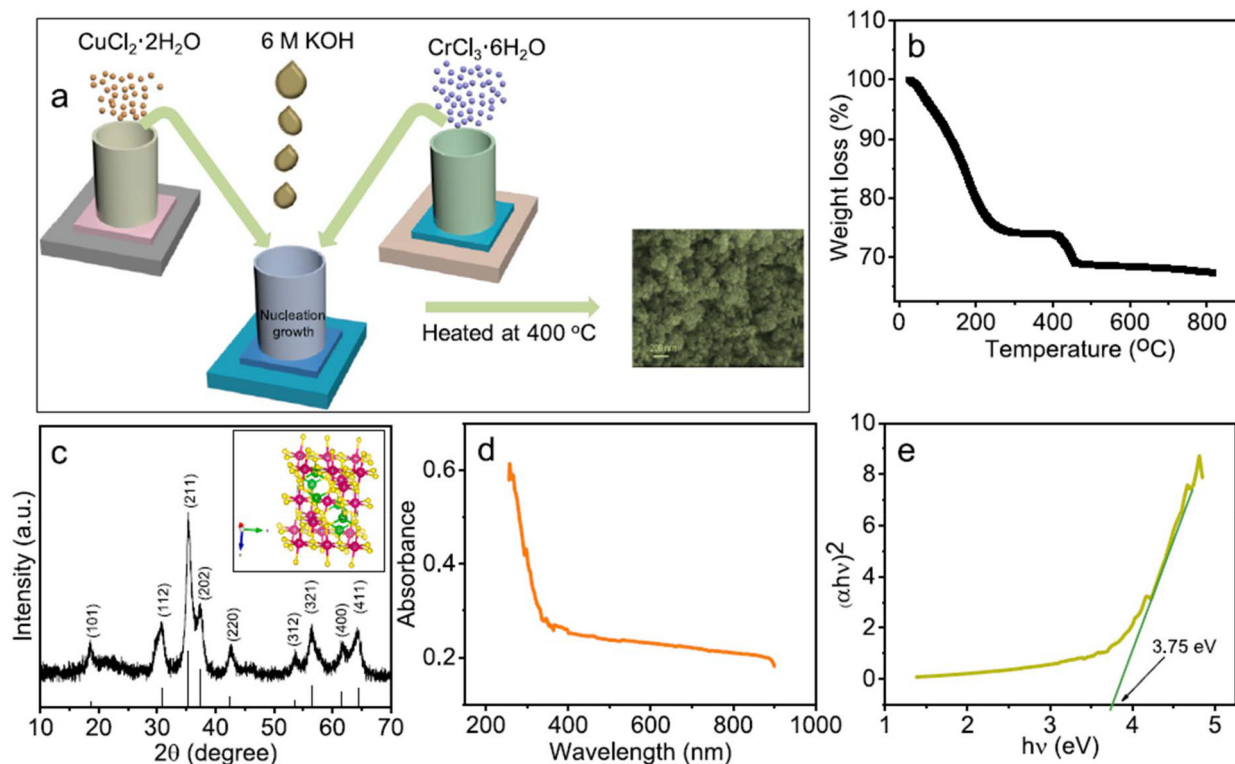 a
CuCl₂·2H₂O
6 M KOH
CrCl₃·6H₂O
Nucleation
growth
Heated at 400 °C
200 nm
b
Weight loss (%)
100
90
80
70
0 200 400 600 800
Temperature (°C)
c
Intensity (a.u.)
(101)
(112)
(211)
(202)
(220)
(312)
(321)
(400)
(411)
10 20 30 40 50 60 70
2θ (degree)
d
Absorbance
0.6
0.4
0.2
200 400 600 800 1000
Wavelength (nm)
e
(αhν)2
10
8
6
4
2
0
3.75 eV
1 2 3 4 5
hν (eV)